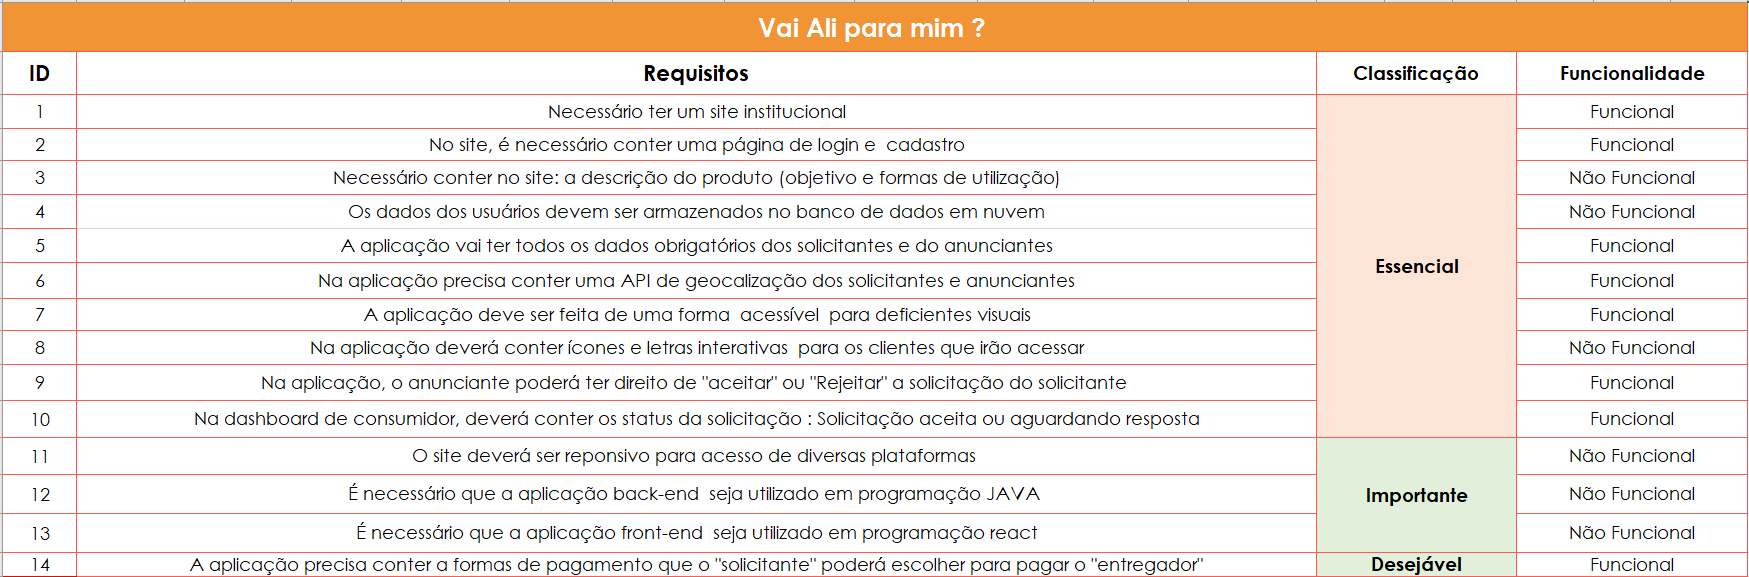 Vai Ali para mim ?
ID Requisitos Classificação Funcionalidade
1 Necessário ter um site institucional Funcional
2 No site, é necessário conter uma página de login e cadastro Funcional
3 Necessário conter no site: a descrição do produto (objetivo e formas de utilização) Não Funcional
4 Os dados dos usuários devem ser armazenados no banco de dados em nuvem Não Funcional
5 A aplicação vai ter todos os dados obrigatórios dos solicitantes e do anunciantes Funcional
Essencial
6 Na aplicação precisa conter uma API de geocalização dos solicitantes e anunciantes Funcional
7 A aplicação deve ser feita de uma forma acessível para deficientes visuais Funcional
8 Na aplicação deverá conter ícones e letras interativas para os clientes que irão acessar Não Funcional
9 Na aplicação, o anunciante poderá ter direito de "aceitar" ou "Rejeitar" a solicitação do solicitante Funcional
10 Na dashboard de consumidor, deverá conter os status da solicitação : Solicitação aceita ou aguardando resposta Funcional
11 O site deverá ser reponsivo para acesso de diversas plataformas Não Funcional
12 É necessário que a aplicação back-end seja utilizado em programação JAVA Importante Não Funcional
13 É necessário que a aplicação front-end seja utilizado em programação react Não Funcional
14 A aplicação precisa conter a formas de pagamento que o "solicitante" poderá escolher para pagar o "entregador" Desejável Funcional